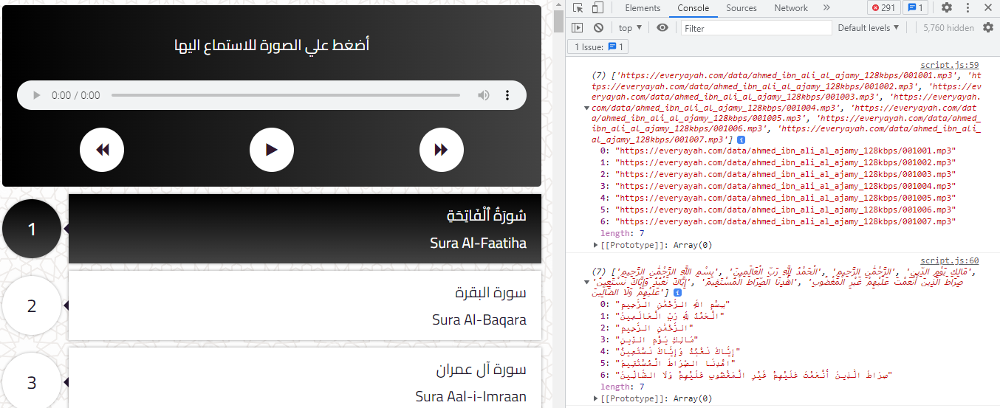 أضغط علي الصورة للاستماع اليها
0:00 / 0:00
1
سُورَةُ ٱلْفَاتِحَةِ
Sura Al-Faatiha
2
سورة البقرة
Sura Al-Baqara
3
سورة آل عمران
Sura Aal-i-Imraan
Elements Console Sources Network » 291 1
top Filter Default levels 5,760 hidden
1 Issue: 1
script.js:59
(7) ['https://everyayah.com/data/ahmed_ibn_ali_al_ajamy_128kbps/001001.mp3', 'ht
tps://everyayah.com/data/ahmed_ibn_ali_al_ajamy_128kbps/001002.mp3', 'https://ev
eryayah.com/data/ahmed_ibn_ali_al_ajamy_128kbps/001003.mp3', 'https://everyayah.
com/data/ahmed_ibn_ali_al_ajamy_128kbps/001004.mp3', 'https://everyayah.com/dat
a/ahmed_ibn_ali_al_ajamy_128kbps/001005.mp3', 'https://everyayah.com/data/ahmed_
ibn_ali_al_ajamy_128kbps/001006.mp3', 'https://everyayah.com/data/ahmed_ibn_ali_
al_ajamy_128kbps/001007.mp3']
0: "https://everyayah.com/data/ahmed_ibn_ali_al_ajamy_128kbps/001001.mp3"
1: "https://everyayah.com/data/ahmed_ibn_ali_al_ajamy_128kbps/001002.mp3"
2: "https://everyayah.com/data/ahmed_ibn_ali_al_ajamy_128kbps/001003.mp3"
3: "https://everyayah.com/data/ahmed_ibn_ali_al_ajamy_128kbps/001004.mp3"
4: "https://everyayah.com/data/ahmed_ibn_ali_al_ajamy_128kbps/001005.mp3"
5: "https://everyayah.com/data/ahmed_ibn_ali_al_ajamy_128kbps/001006.mp3"
6: "https://everyayah.com/data/ahmed_ibn_ali_al_ajamy_128kbps/001007.mp3"
length: 7
[[Prototype]]: Array(0)
script.js:60
(7) ['بِسْمِ اللَّهِ الرَّحْمَٰنِ الرَّحِيمِ', 'الْحَمْدُ لِلَّهِ رَبِّ الْعَالَمِينَ', 'الرَّحْمَٰنِ الرَّحِيمِ', 'مَالِكِ يَوْمِ الدِّينِ',
'إِيَّاكَ نَعْبُدُ وَإِيَّاكَ نَسْتَعِينُ', 'اهْدِنَا الصِّرَاطَ الْمُسْتَقِيمَ', 'صِرَاطَ الَّذِينَ أَنْعَمْتَ عَلَيْهِمْ غَيْرِ الْمَغْضُوبِ
عَلَيْهِمْ وَلَا الضَّالِّينَ']
0: "بِسْمِ اللَّهِ الرَّحْمَٰنِ الرَّحِيمِ"
1: "الْحَمْدُ لِلَّهِ رَبِّ الْعَالَمِينَ"
2: "الرَّحْمَٰنِ الرَّحِيمِ"
3: "مَالِكِ يَوْمِ الدِّينِ"
4: "إِيَّاكَ نَعْبُدُ وَإِيَّاكَ نَسْتَعِينُ"
5: "اهْدِنَا الصِّرَاطَ الْمُسْتَقِيمَ"
6: "صِرَاطَ الَّذِينَ أَنْعَمْتَ عَلَيْهِمْ غَيْرِ الْمَغْضُوبِ عَلَيْهِمْ وَلَا الضَّالِّينَ"
length: 7
[[Prototype]]: Array(0)